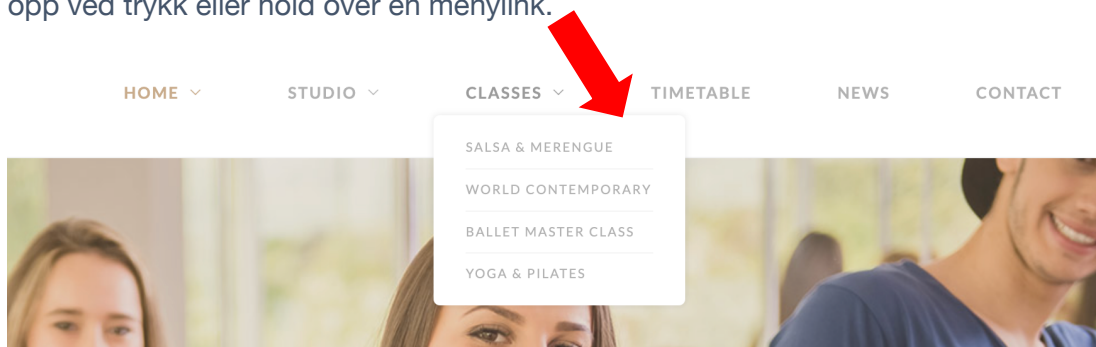 opp ved trykk eller hold over en menylink.
HOME STUDIO CLASSES TIMETABLE NEWS CONTACT
SALSA & MERENGUE
WORLD CONTEMPORARY
BALLET MASTER CLASS
YOGA & PILATES